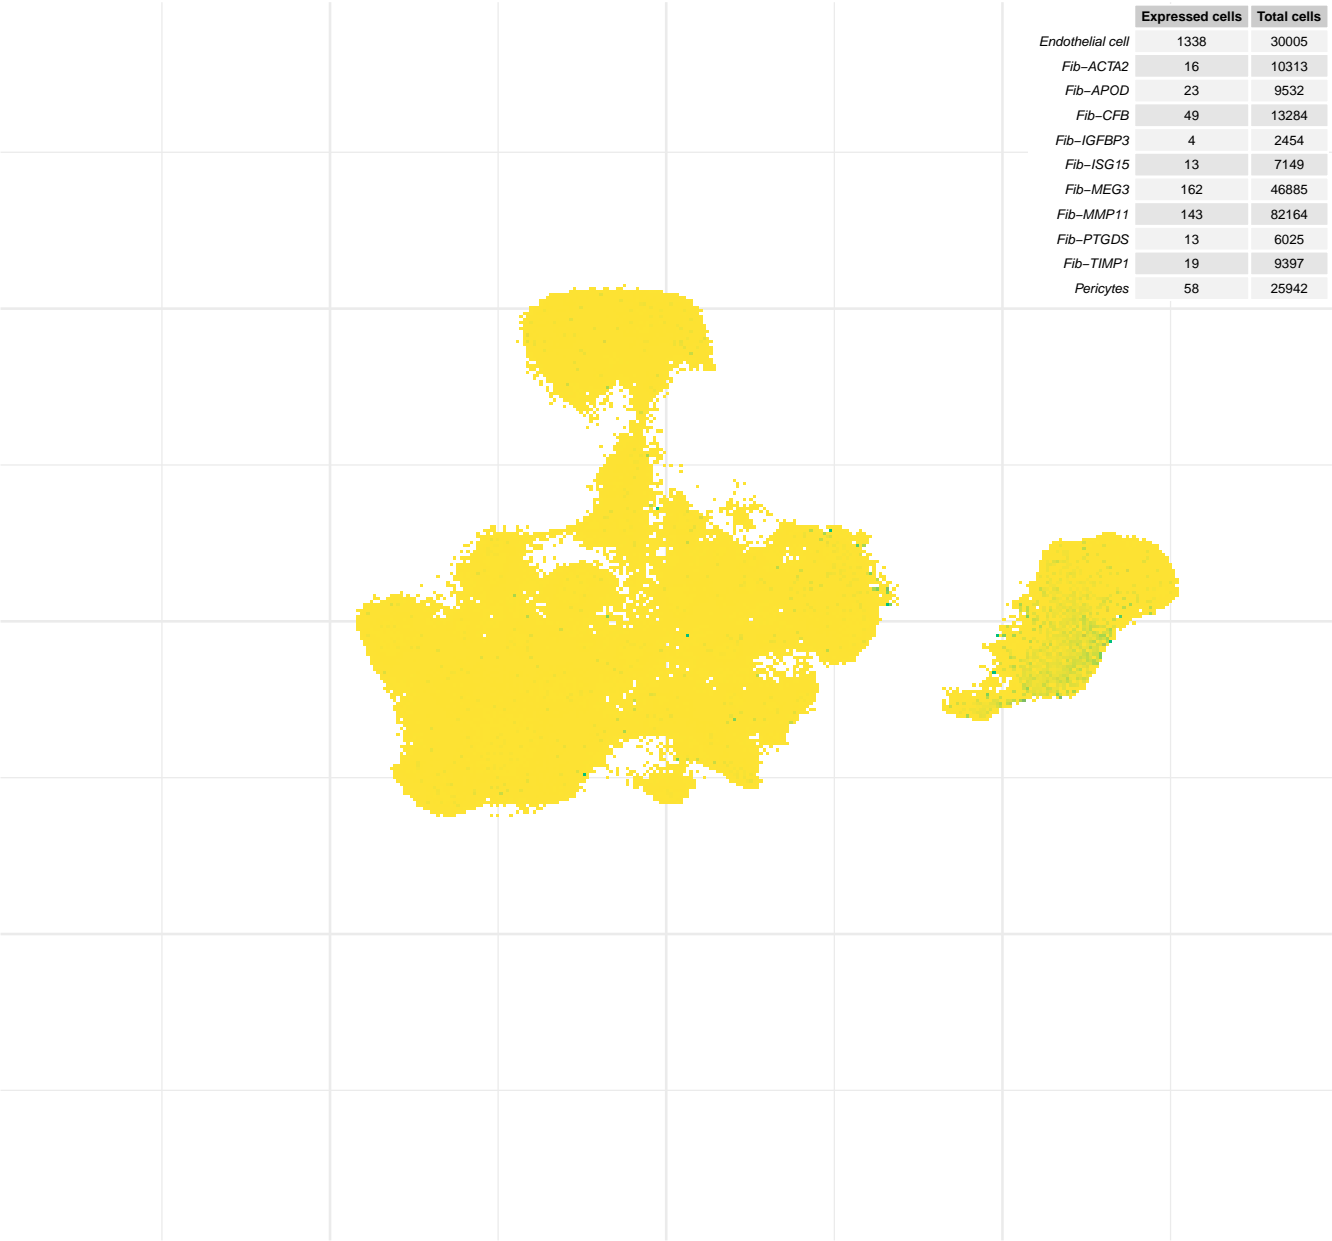 Expressed cells Total cells
Endothelial cell 1338 30005
Fib−ACTA2 16 10313
Fib−APOD 23 9532
Fib−CFB 49 13284
Fib−IGFBP3 4 2454
Fib−ISG15 13 7149
Fib−MEG3 162 46885
Fib−MMP11 143 82164
Fib−PTGDS 13 6025
Fib−TIMP1 19 9397
Pericytes 58 25942